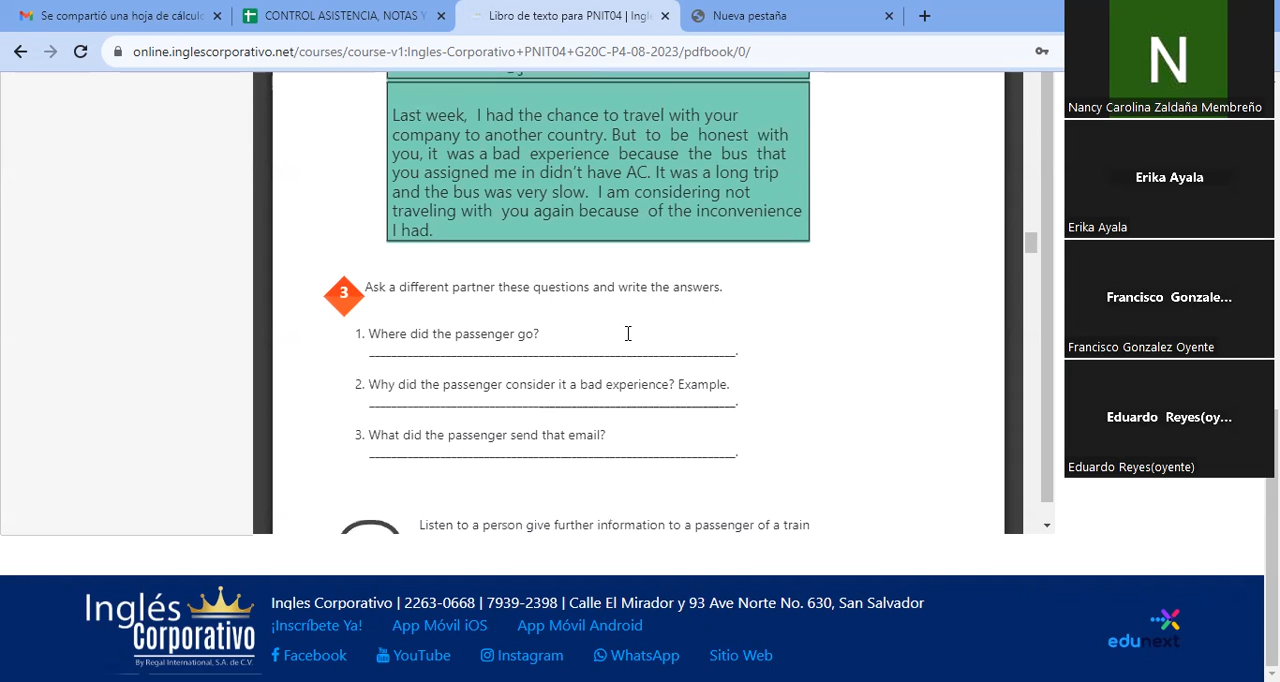 Se compartió una hoja de cálculo
CONTROL ASISTENCIA, NOTAS Y
Libro de texto para PNIT04 | Ingl
Nueva pestaña
online.inglescorporativo.net/courses/course-v1:Ingles-Corporativo+PNIT04+G20C-P4-08-2023/pdfbook/0/
Last week, I had the chance to travel with your
company to another country. But to be honest with
you, it was a bad experience because the bus that
you assigned me in didn't have AC. It was a long trip
and the bus was very slow. I am considering not
traveling with you again because of the inconvenience
I had.
3
Ask a different partner these questions and write the answers.
1. Where did the passenger go?
2. Why did the passenger consider it a bad experience? Example.
3. What did the passenger send that email?
Listen to a person give further information to a passenger of a train
N
Nancy Carolina Zaldaña Membreño
Erika Ayala
Erika Ayala
Francisco Gonzale...
Francisco Gonzalez Oyente
Eduardo Reyes(oy...
Eduardo Reyes(oyente)
Inglés
Corporativo
By Regal International, S.A. de C.V.
Ingles Corporativo | 2263-0668 | 7939-2398 | Calle El Mirador y 93 Ave Norte No. 630, San Salvador
¡Inscríbete Ya! App Móvil iOS App Móvil Android
Facebook YouTube Instagram WhatsApp Sitio Web
edunext